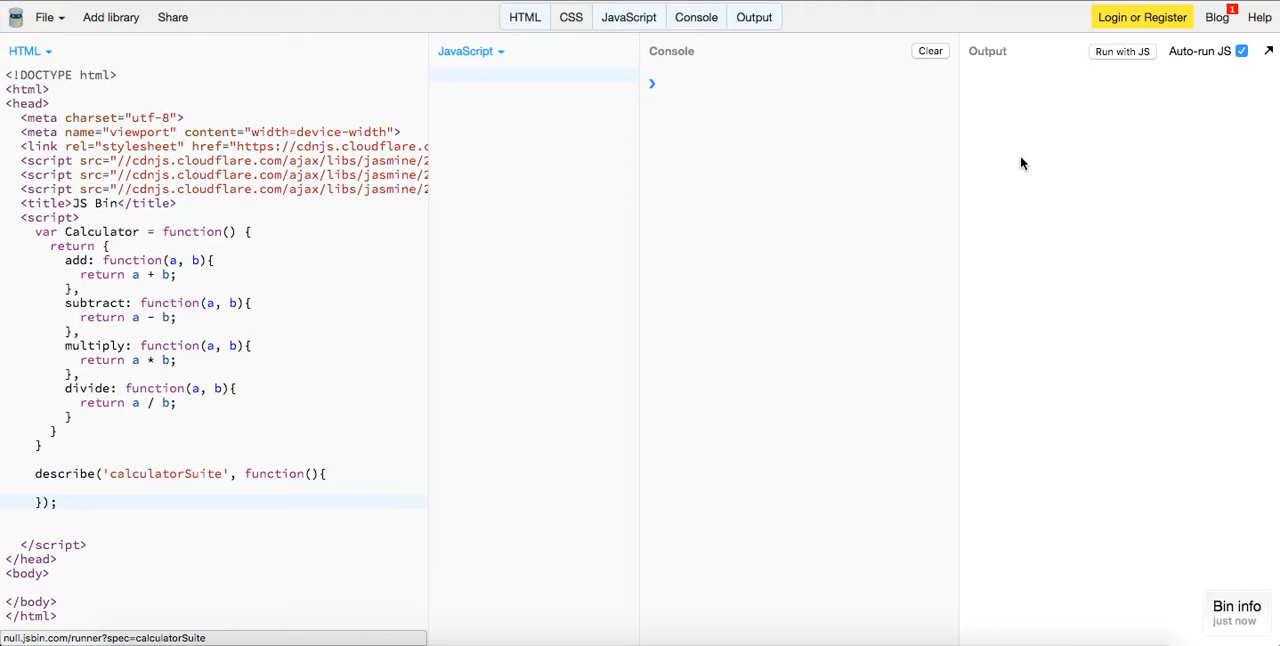 File Add library Share HTML CSS JavaScript Console Output Login or Register Blog 1 Help
HTML
<!DOCTYPE html>
<html>
<head>
<meta charset="utf-8">
<meta name="viewport" content="width=device-width">
<link rel="stylesheet" href="https://cdnjs.cloudflare.c
<script src="//cdnjs.cloudflare.com/ajax/libs/jasmine/2
<script src="//cdnjs.cloudflare.com/ajax/libs/jasmine/2
<script src="//cdnjs.cloudflare.com/ajax/libs/jasmine/2
<title>JS Bin</title>
<script>
var Calculator = function() {
return {
add: function(a, b){
return a + b;
},
subtract: function(a, b){
return a - b;
},
multiply: function(a, b){
return a * b;
},
divide: function(a, b){
return a / b;
}
}
}
describe('calculatorSuite', function(){
});
</script>
</head>
<body>
</body>
</html>
null.jsbin.com/runner?spec=calculatorSuite
JavaScript
Console Clear
Output Run with JS Auto-run JS
Bin info
just now